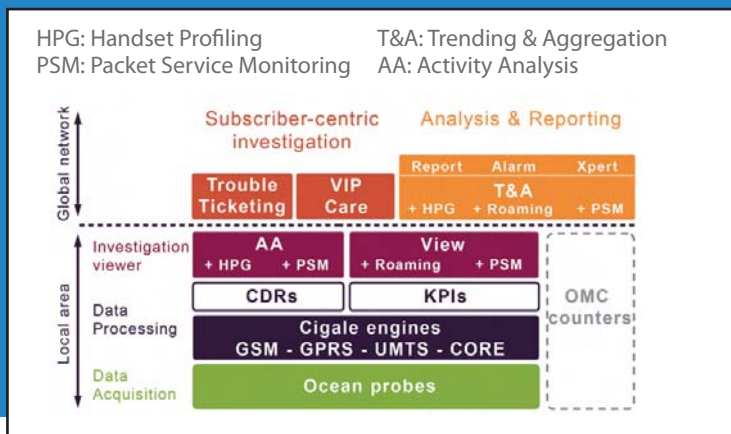 HPG: Handset Profiling T&A: Trending & Aggregation
PSM: Packet Service Monitoring AA: Activity Analysis
Global network
Subscriber-centric
investigation
Analysis & Reporting
Trouble
Ticketing
VIP
Care
Report Alarm Xpert
T&A
+ HPG + Roaming + PSM
Local area
Investigation
viewer
AA
+ HPG + PSM
View
+ Roaming + PSM
Data
Processing
CDRs
KPIs
Cigale engines
GSM - GPRS - UMTS - CORE
Data
Acquisition
Ocean probes
OMC
counters